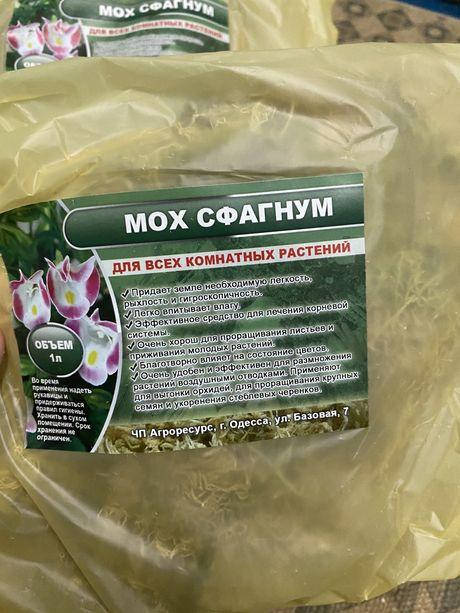 МОХ СФАГНУМ
ДЛЯ ВСЕХ КОМНАТНЫХ РАСТЕНИЙ
МОХ СФАГНУМ
ДЛЯ ВСЕХ КОМНАТНЫХ РАСТЕНИЙ
✓ Придает земле необходимую легкость,
рыхлость и гигроскопичность.
✓ Легко впитывает влагу.
✓ Эффективное средство для лечения корневой
системы.
✓ Очень хорош для проращивания листьев и
приживания молодых растений.
✓ Благотворно влияет на состояние цветов.
✓ Очень удобен и эффективен для размножения
растений воздушными отводками. Применяют
для выгонки орхидей, для проращивания крупных
семян и укоренения стеблевых черенков.
ОБЪЕМ
1л
Во время
применения надеть
рукавицы и
придерживаться
правил гигиены.
Хранить в сухом
помещении. Срок
хранения не
ограничен.
ЧП Агроресурс, г. Одесса, ул. Базовая, 7